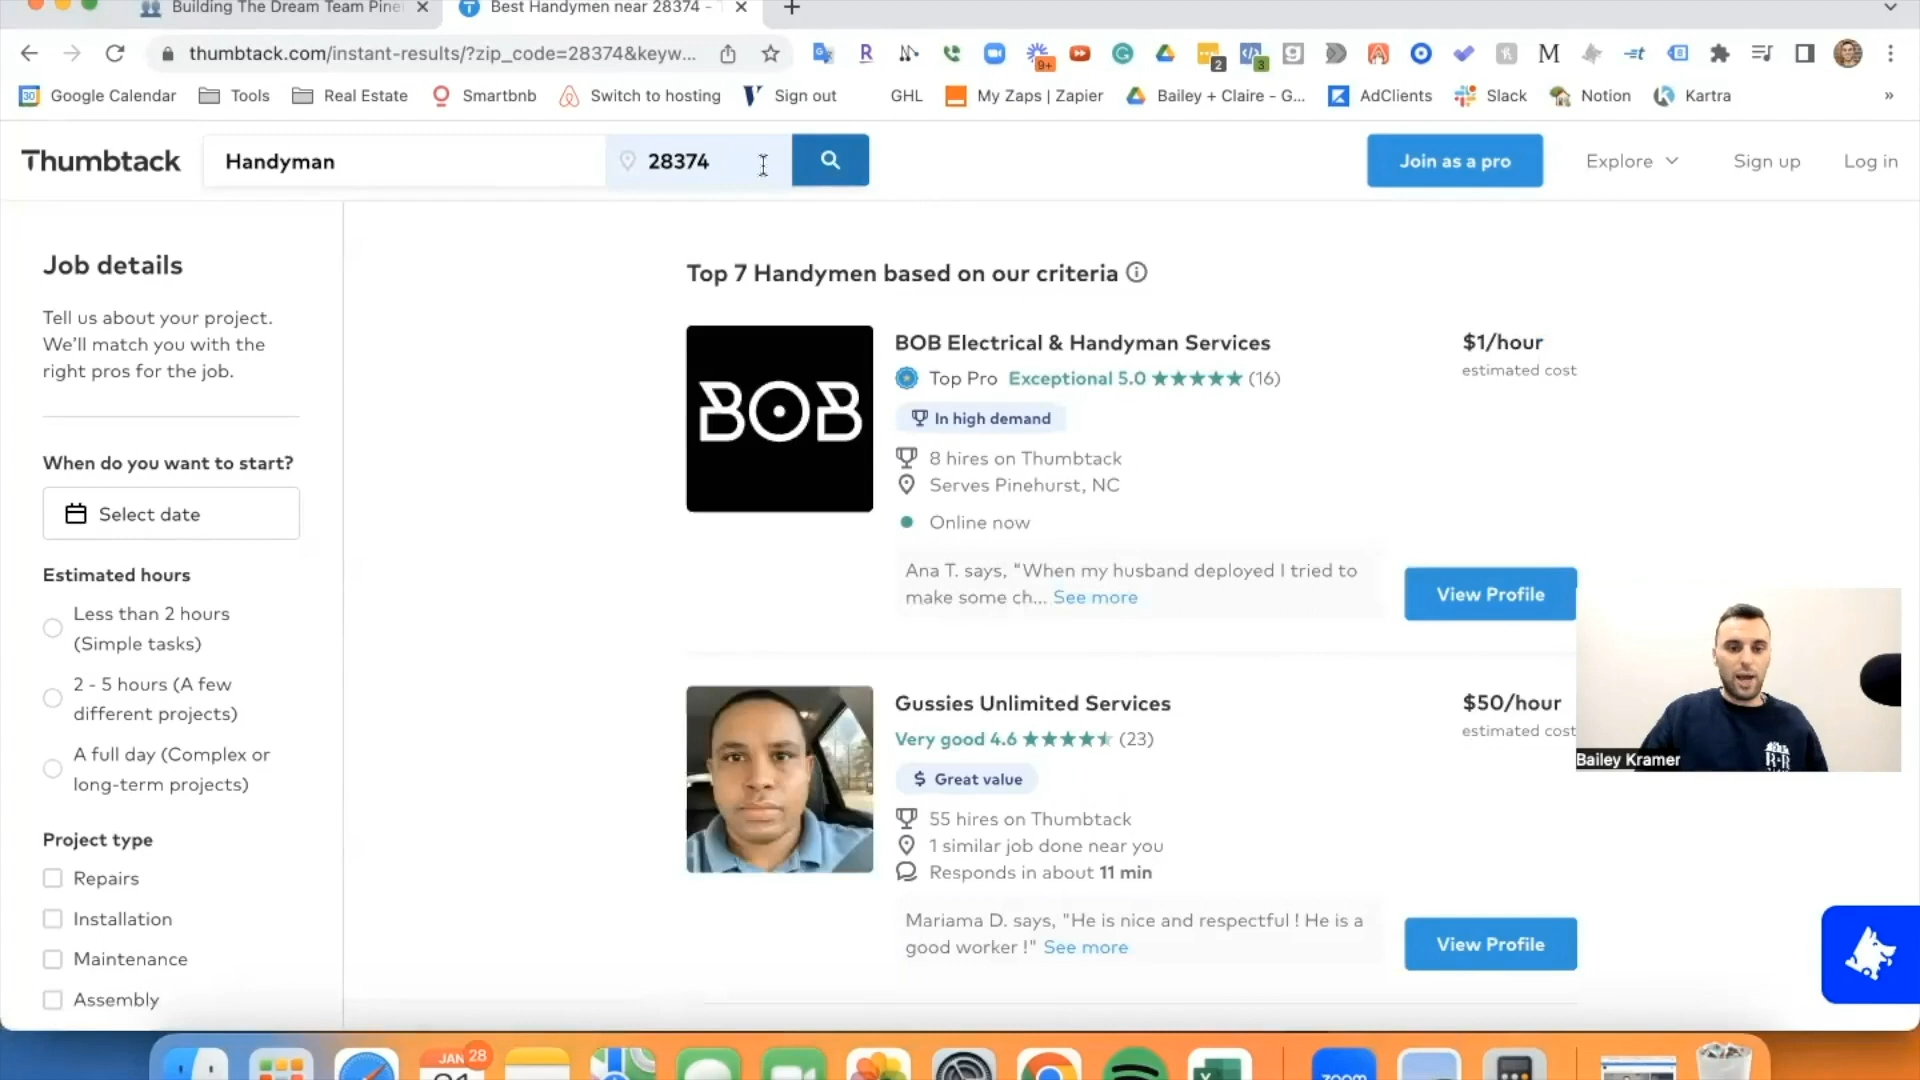 Building The Dream Team Pine
Best Handymen near 28374 -
thumbtack.com/instant-results/?zip_code=28374&keyw...
9+
2
3
M
30 Google Calendar
Tools
Real Estate
Smartbnb
Switch to hosting
Sign out
GHL
My Zaps | Zapier
Bailey + Claire - G...
AdClients
Slack
Notion
Kartra
»
Thumbtack
Handyman
28374
Join as a pro
Explore
Sign up
Log in
Job details
Tell us about your project.
We'll match you with the
right pros for the job.
When do you want to start?
Select date
Estimated hours
Less than 2 hours
(Simple tasks)
2 - 5 hours (A few
different projects)
A full day (Complex or
long-term projects)
Project type
Repairs
Installation
Maintenance
Assembly
Top 7 Handymen based on our criteria
BOB
BOB Electrical & Handyman Services
Top Pro Exceptional 5.0 ★★★★★ (16)
In high demand
8 hires on Thumbtack
Serves Pinehurst, NC
Online now
Ana T. says, "When my husband deployed I tried to
make some ch... See more
$1/hour
estimated cost
View Profile
Gussies Unlimited Services
Very good 4.6 (23)
$ Great value
55 hires on Thumbtack
1 similar job done near you
Responds in about 11 min
Mariama D. says, "He is nice and respectful ! He is a
good worker !" See more
$50/hour
estimated cost
View Profile
R R
Bailey Kramer
JAN
28
zoom